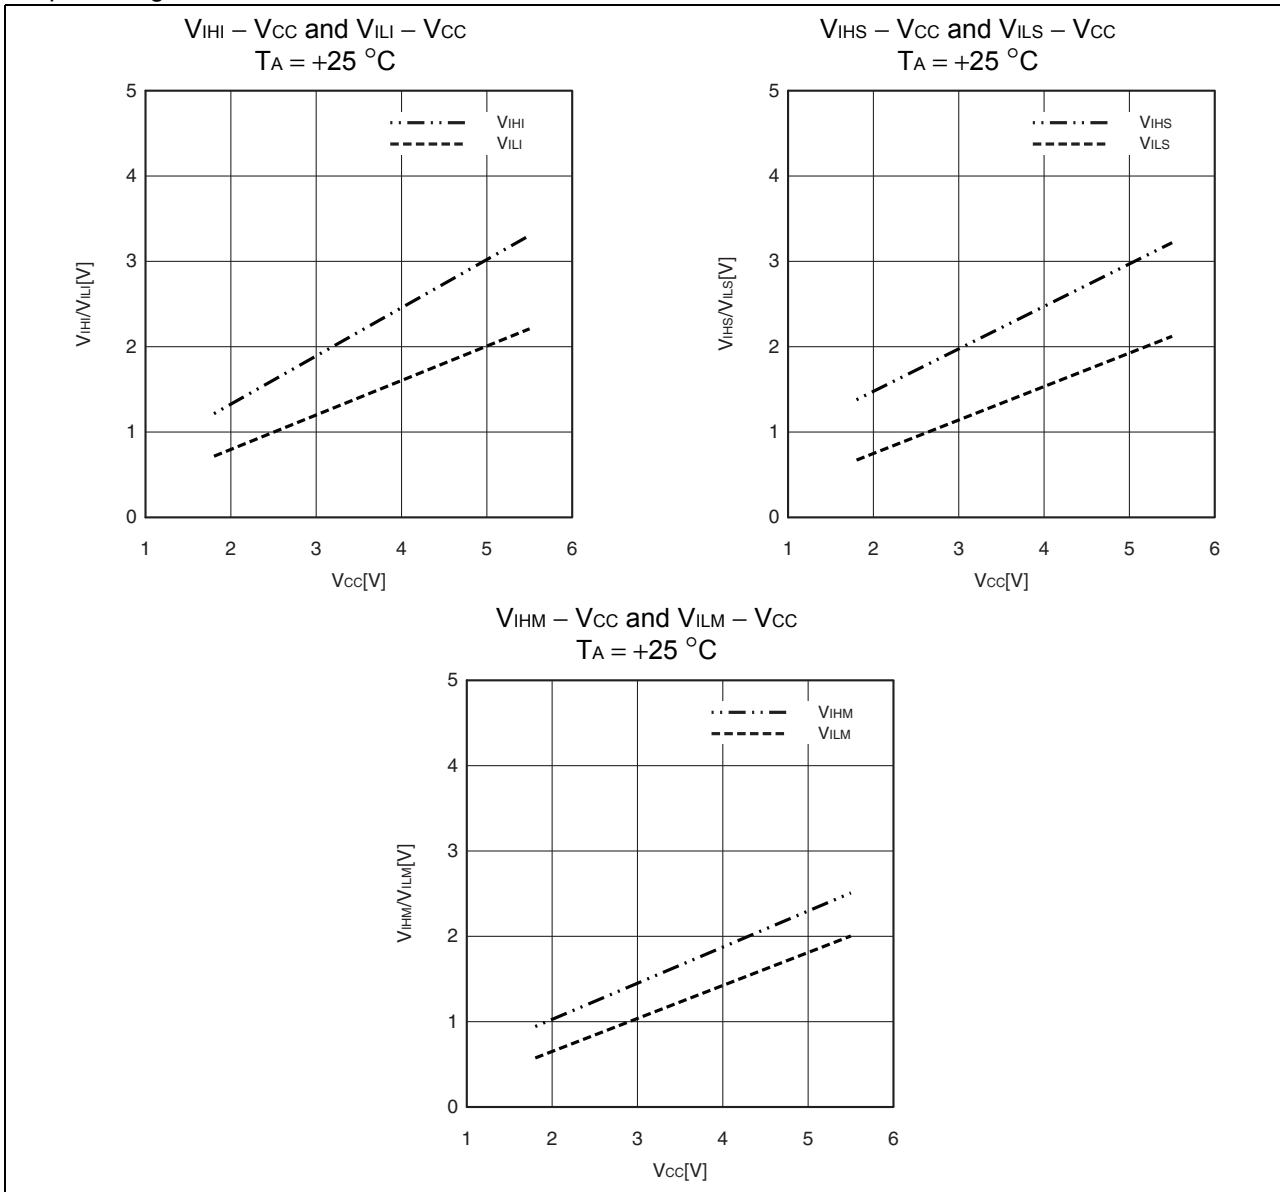 VIHI – VCC and VILI – VCC
TA = +25 °C
5
4
3
2
1
0
VIHI/VILI[V]
VIHI
VILI
1 2 3 4 5 6
VCC[V]
VIHS – VCC and VILS – VCC
TA = +25 °C
5
4
3
2
1
0
VIHS/VILS[V]
VIHS
VILS
1 2 3 4 5 6
VCC[V]
VIHM – VCC and VILM – VCC
TA = +25 °C
5
4
3
2
1
0
VIHM/VILM[V]
VIHM
VILM
1 2 3 4 5 6
VCC[V]